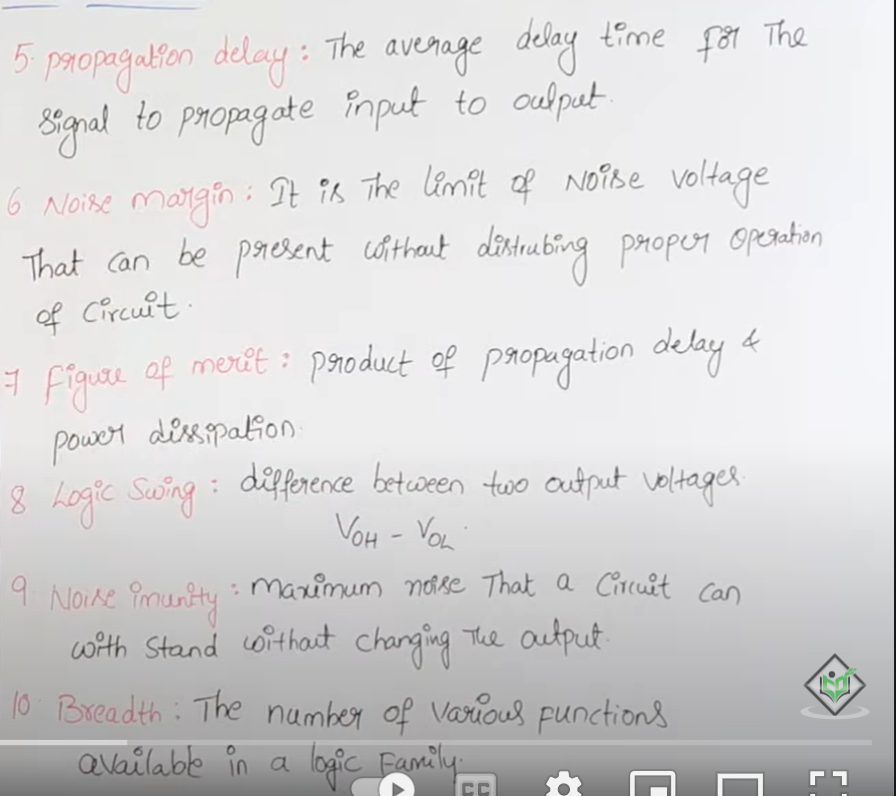 5. propagation delay : The average delay time for The
signal to propagate input to output.
6 Noise margin : It is The limit of Noise voltage
That can be present without distrubing proper operation
of circuit.
7 Figure of merit : product of propagation delay &
power dissipation.
8 Logic Swing : difference between two output voltages.
VOH - VOL.
9 Noise imunity : maximum noise That a circuit can
with stand without changing The output.
10 Breadth : The number of various functions
available in a logic Family.
CC